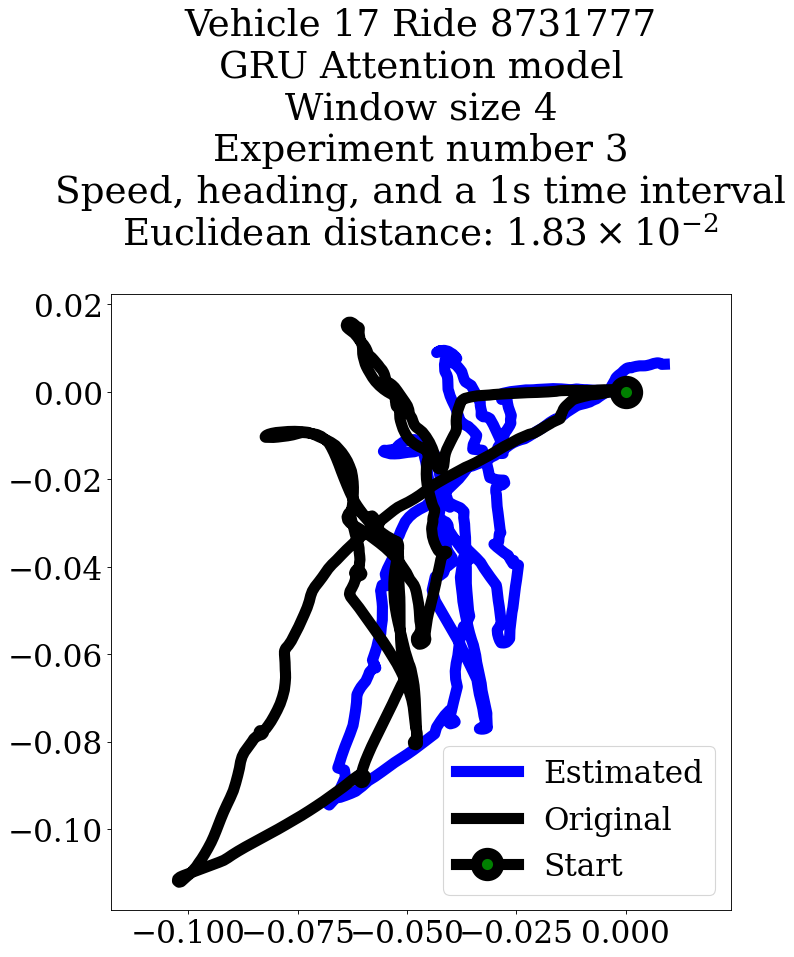 Vehicle 17 Ride 8731777
GRU Attention model
Window size 4
Experiment number 3
Speed, heading, and a 1s time interval
Euclidean distance: 1.83 × 10⁻²
0.02
0.00
−0.02
−0.04
−0.06
−0.08
−0.10
Estimated
Original
Start
−0.100 −0.075 −0.050 −0.025 0.000